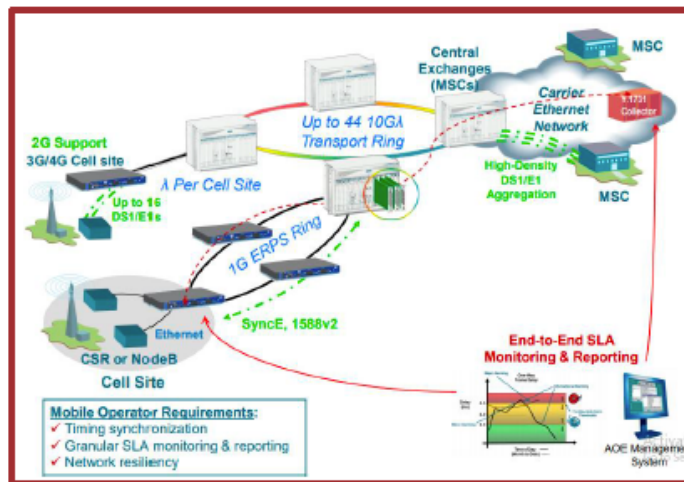 MSC
Central
Exchanges
(MSCs)
Carrier
Ethernet
Network
Y.1731
Collector
Up to 44 10Gλ
Transport Ring
2G Support
3G/4G Cell site
λ Per Cell Site
High-Density
DS1/E1
Aggregation
MSC
Up to 16
DS1/E1s
1G ERPS Ring
SyncE, 1588v2
Ethernet
CSR or NodeB
Cell Site
End-to-End SLA
Monitoring & Reporting
Mobile Operator Requirements:
✓ Timing synchronization
✓ Granular SLA monitoring & reporting
✓ Network resiliency
AOE Management
System